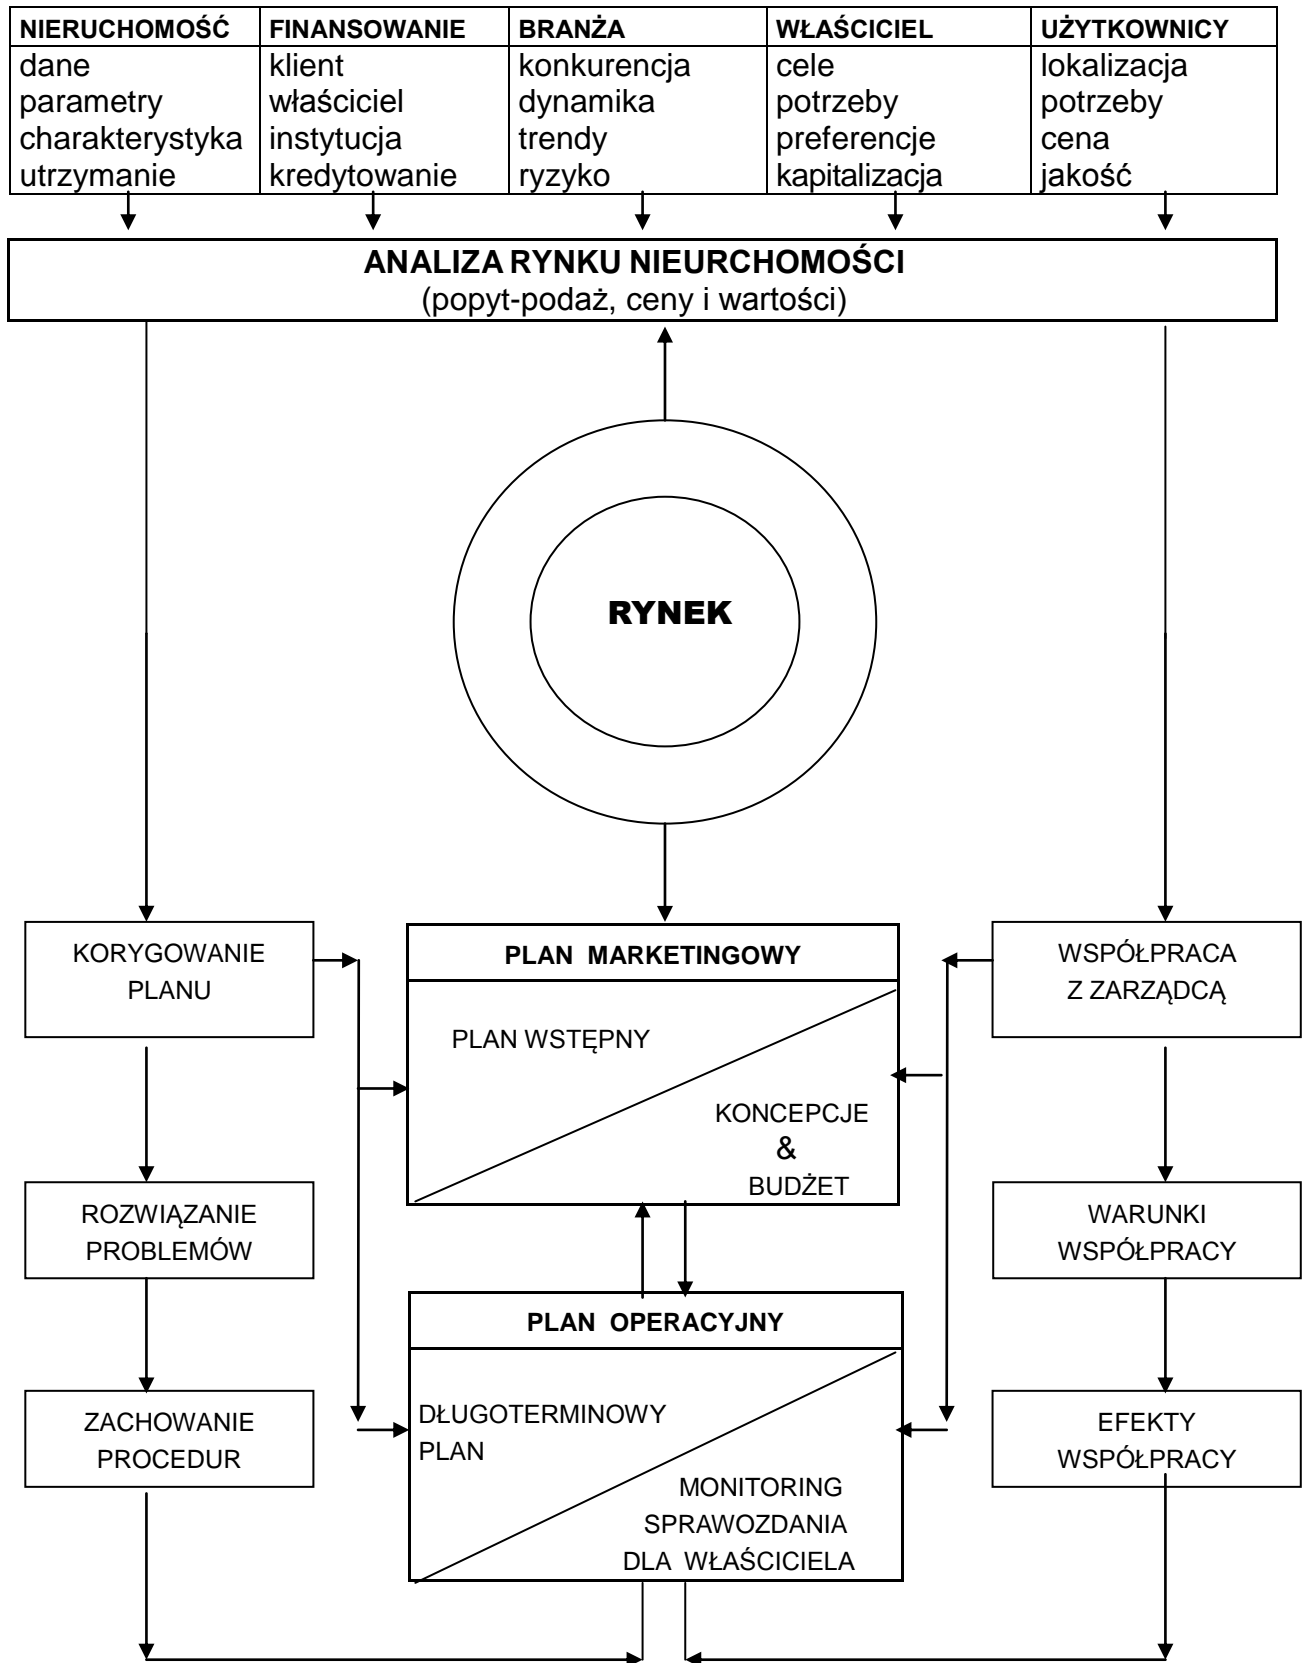 NIERUCHOMOŚĆ FINANSOWANIE BRANŻA WŁAŚCICIEL UŻYTKOWNICY
dane klient konkurencja cele lokalizacja
parametry właściciel dynamika potrzeby potrzeby
charakterystyka instytucja trendy preferencje cena
utrzymanie kredytowanie ryzyko kapitalizacja jakość
ANALIZA RYNKU NIEURCHOMOŚCI
(popyt-podaż, ceny i wartości)
RYNEK
KORYGOWANIE
PLANU
PLAN MARKETINGOWY
PLAN WSTĘPNY
KONCEPCJE
&
BUDŻET
WSPÓŁPRACA
Z ZARZĄDCĄ
ROZWIĄZANIE
PROBLEMÓW
WARUNKI
WSPÓŁPRACY
PLAN OPERACYJNY
DŁUGOTERMINOWY
PLAN
MONITORING
SPRAWOZDANIA
DLA WŁAŚCICIELA
ZACHOWANIE
PROCEDUR
EFEKTY
WSPÓŁPRACY